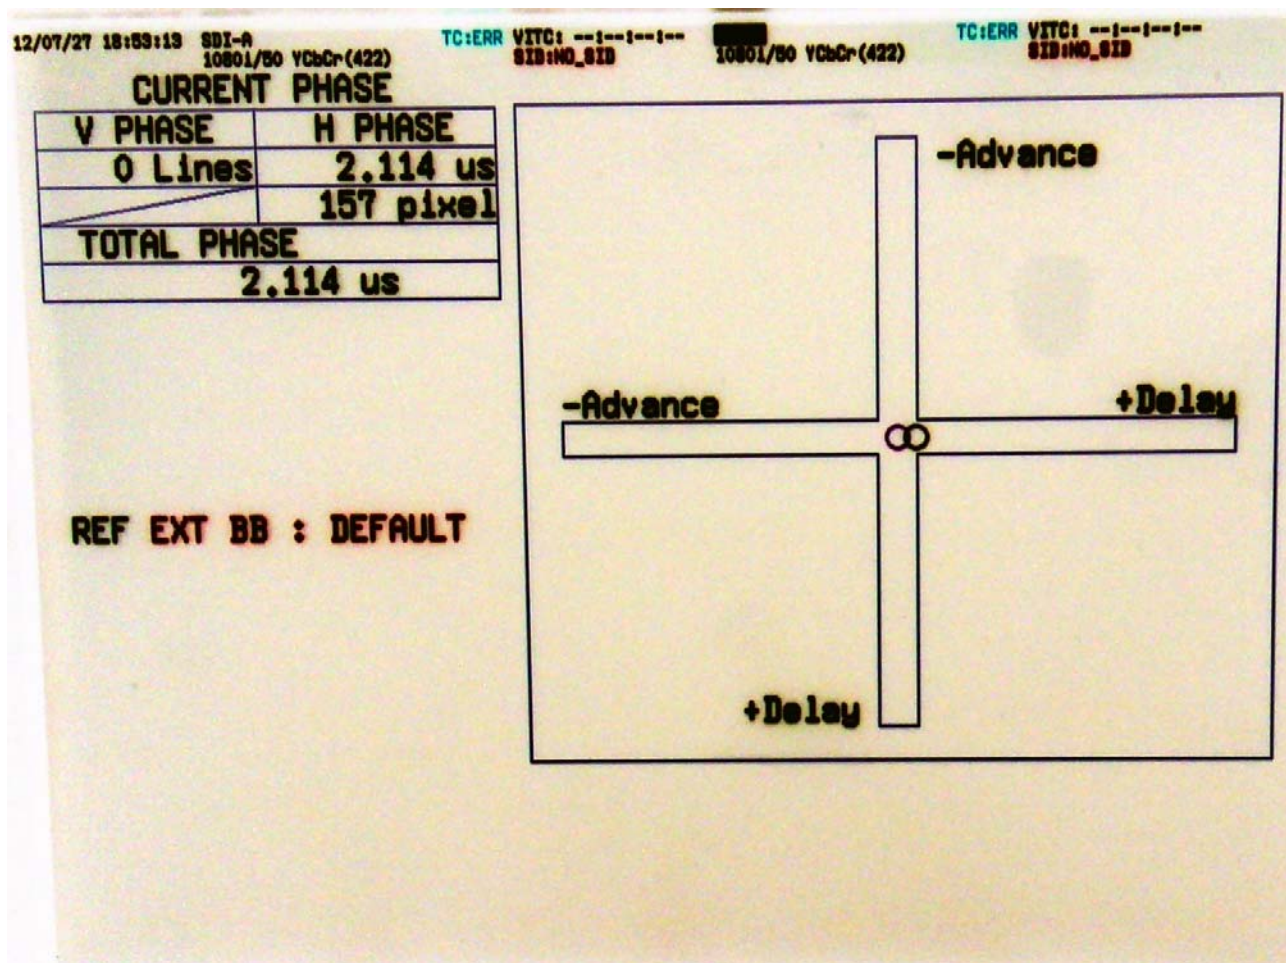 12/07/27 18:53:13 SDI-A TC:ERR VITC: --:--:--:-- TC:ERR VITC: --:--:--:--
1080i/50 YCbCr(422) SID:NO_SID 1080i/50 YCbCr(422) SID:NO_SID
CURRENT PHASE
V PHASE H PHASE
0 Lines 2.114 us
157 pixel
TOTAL PHASE
2.114 us
-Advance
-Advance
+Delay
REF EXT BB : DEFAULT
+Delay